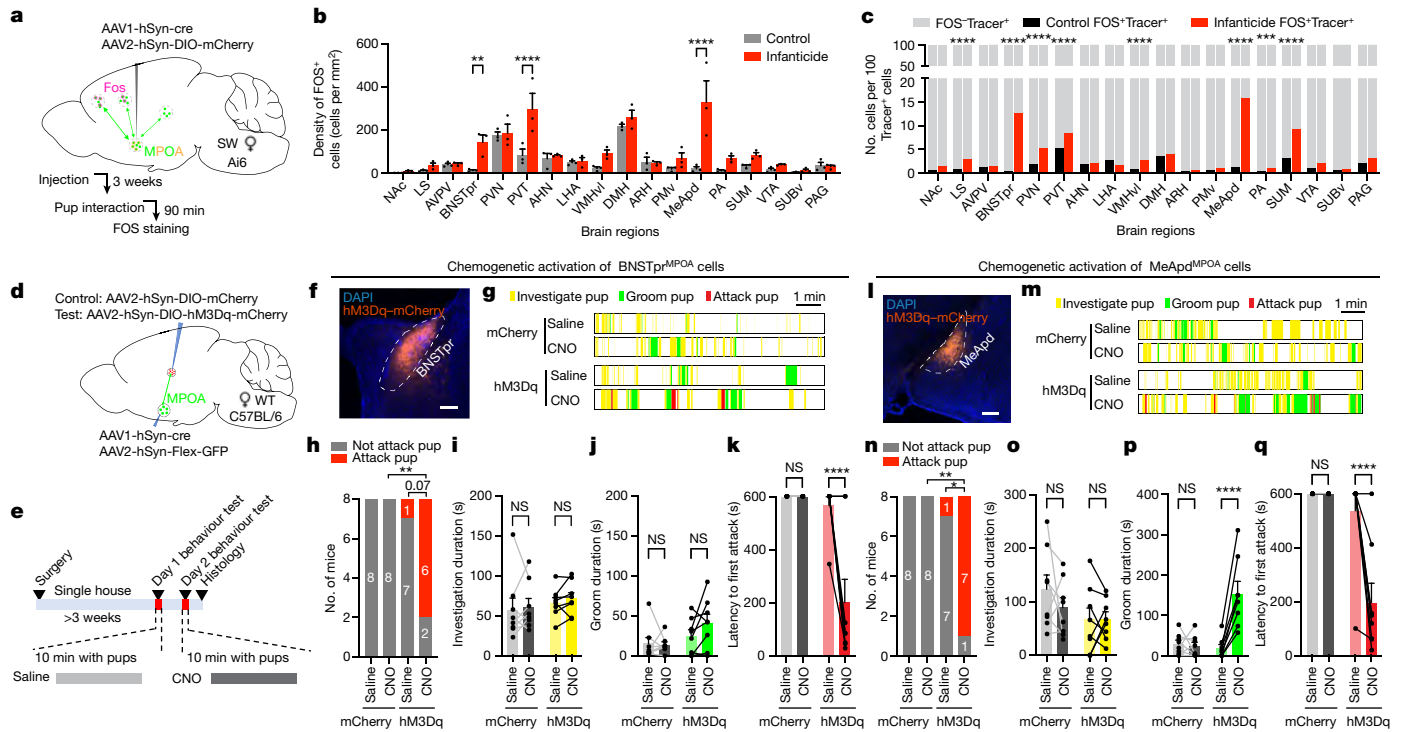 a
AAV1-hSyn-cre
AAV2-hSyn-DIO-mCherry
Fos
MPOA
SW ♀
Ai6
Injection
3 weeks
Pup interaction
90 min
FOS staining
b
Density of FOS⁺
cells (cells per mm²)
600
400
200
0
**
****
****
Control
Infanticide
NAc
LS
AVPV
BNSTpr
PVN
PVT
AHN
LHA
VMHvl
DMH
ARH
PMv
MeApd
PA
SUM
VTA
SUBv
PAG
Brain regions
c
FOS⁻Tracer⁺
Control FOS⁺Tracer⁺
Infanticide FOS⁺Tracer⁺
No. cells per 100
Tracer⁺ cells
100
50
20
15
10
5
0
****
****
****
****
****
****
***
****
NAc
LS
AVPV
BNSTpr
PVN
PVT
AHN
LHA
VMHvl
DMH
ARH
PMv
MeApd
PA
SUM
VTA
SUBv
PAG
Brain regions
d
Control: AAV2-hSyn-DIO-mCherry
Test: AAV2-hSyn-DIO-hM3Dq-mCherry
MPOA
♀ WT
C57BL/6
AAV1-hSyn-cre
AAV2-hSyn-Flex-GFP
e
Surgery
Single house
>3 weeks
Day 1 behaviour test
Day 2 behaviour test
Histology
10 min with pups
10 min with pups
Saline
CNO
Chemogenetic activation of BNSTprᴹᴾᴼᴬ cells
f
DAPI
hM3Dq–mCherry
BNSTpr
g
Investigate pup
Groom pup
Attack pup
1 min
mCherry
Saline
CNO
hM3Dq
Saline
CNO
h
Not attack pup
Attack pup
No. of mice
8
6
4
2
0
**
0.07
8
8
1
7
6
2
Saline
CNO
Saline
CNO
mCherry
hM3Dq
i
Investigation duration (s)
200
150
100
50
0
NS
NS
Saline
CNO
Saline
CNO
mCherry
hM3Dq
j
Groom duration (s)
200
150
100
50
0
NS
NS
Saline
CNO
Saline
CNO
mCherry
hM3Dq
k
Latency to first attack (s)
600
400
200
0
NS
****
Saline
CNO
Saline
CNO
mCherry
hM3Dq
Chemogenetic activation of MeApdᴹᴾᴼᴬ cells
l
DAPI
hM3Dq–mCherry
MeApd
m
Investigate pup
Groom pup
Attack pup
1 min
mCherry
Saline
CNO
hM3Dq
Saline
CNO
n
Not attack pup
Attack pup
No. of mice
8
6
4
2
0
**
*
8
8
1
7
7
1
Saline
CNO
Saline
CNO
mCherry
hM3Dq
o
Investigation duration (s)
300
200
100
0
NS
NS
Saline
CNO
Saline
CNO
mCherry
hM3Dq
p
Groom duration (s)
400
300
200
100
0
NS
****
Saline
CNO
Saline
CNO
mCherry
hM3Dq
q
Latency to first attack (s)
600
400
200
0
NS
****
Saline
CNO
Saline
CNO
mCherry
hM3Dq